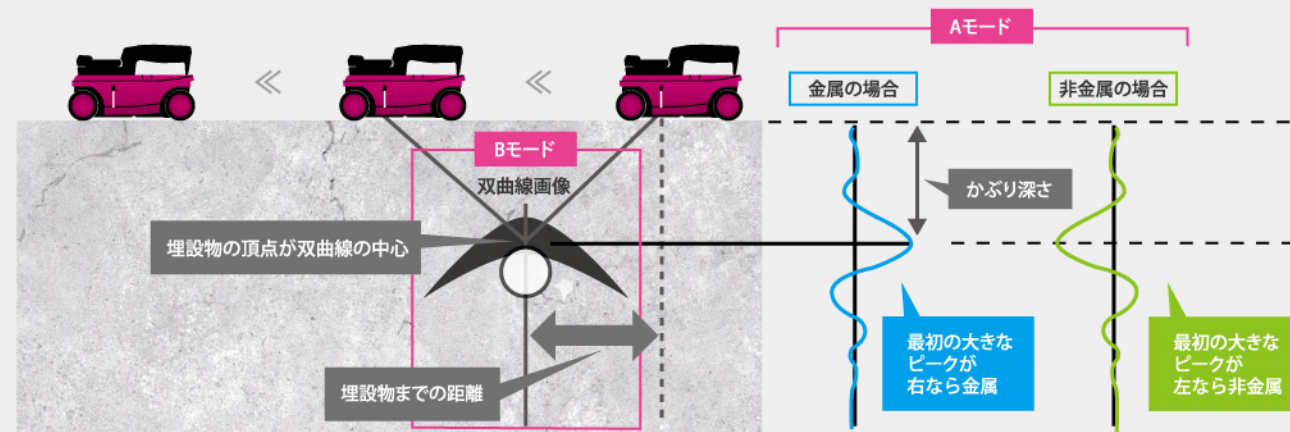 Aモード
金属の場合
非金属の場合
Bモード
双曲線画像
かぶり深さ
埋設物の頂点が双曲線の中心
埋設物までの距離
最初の大きな
ピークが
右なら金属
最初の大きな
ピークが
左なら非金属